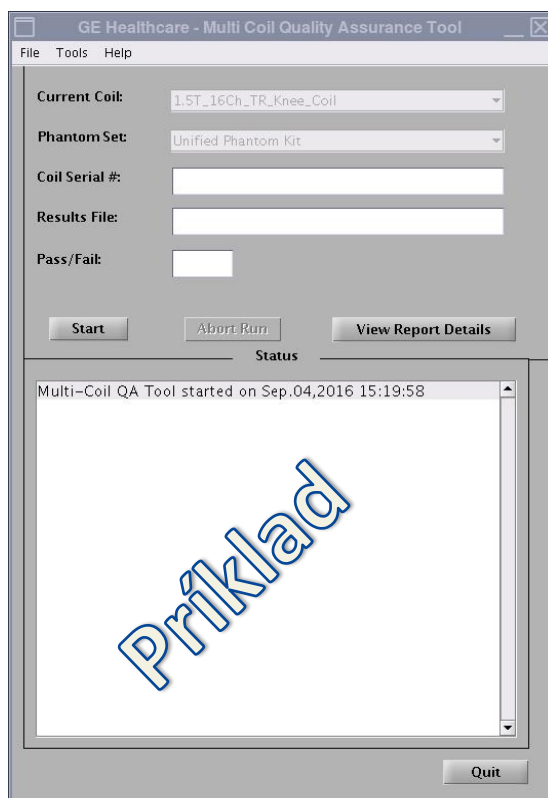 GE Healthcare - Multi Coil Quality Assurance Tool
File Tools Help
Current Coil: 1.5T_16Ch_TR_Knee_Coil
Phantom Set: Unified Phantom Kit
Coil Serial #:
Results File:
Pass/Fail:
Start Abort Run View Report Details
Status
Multi-Coil QA Tool started on Sep.04,2016 15:19:58
Príklad
Quit